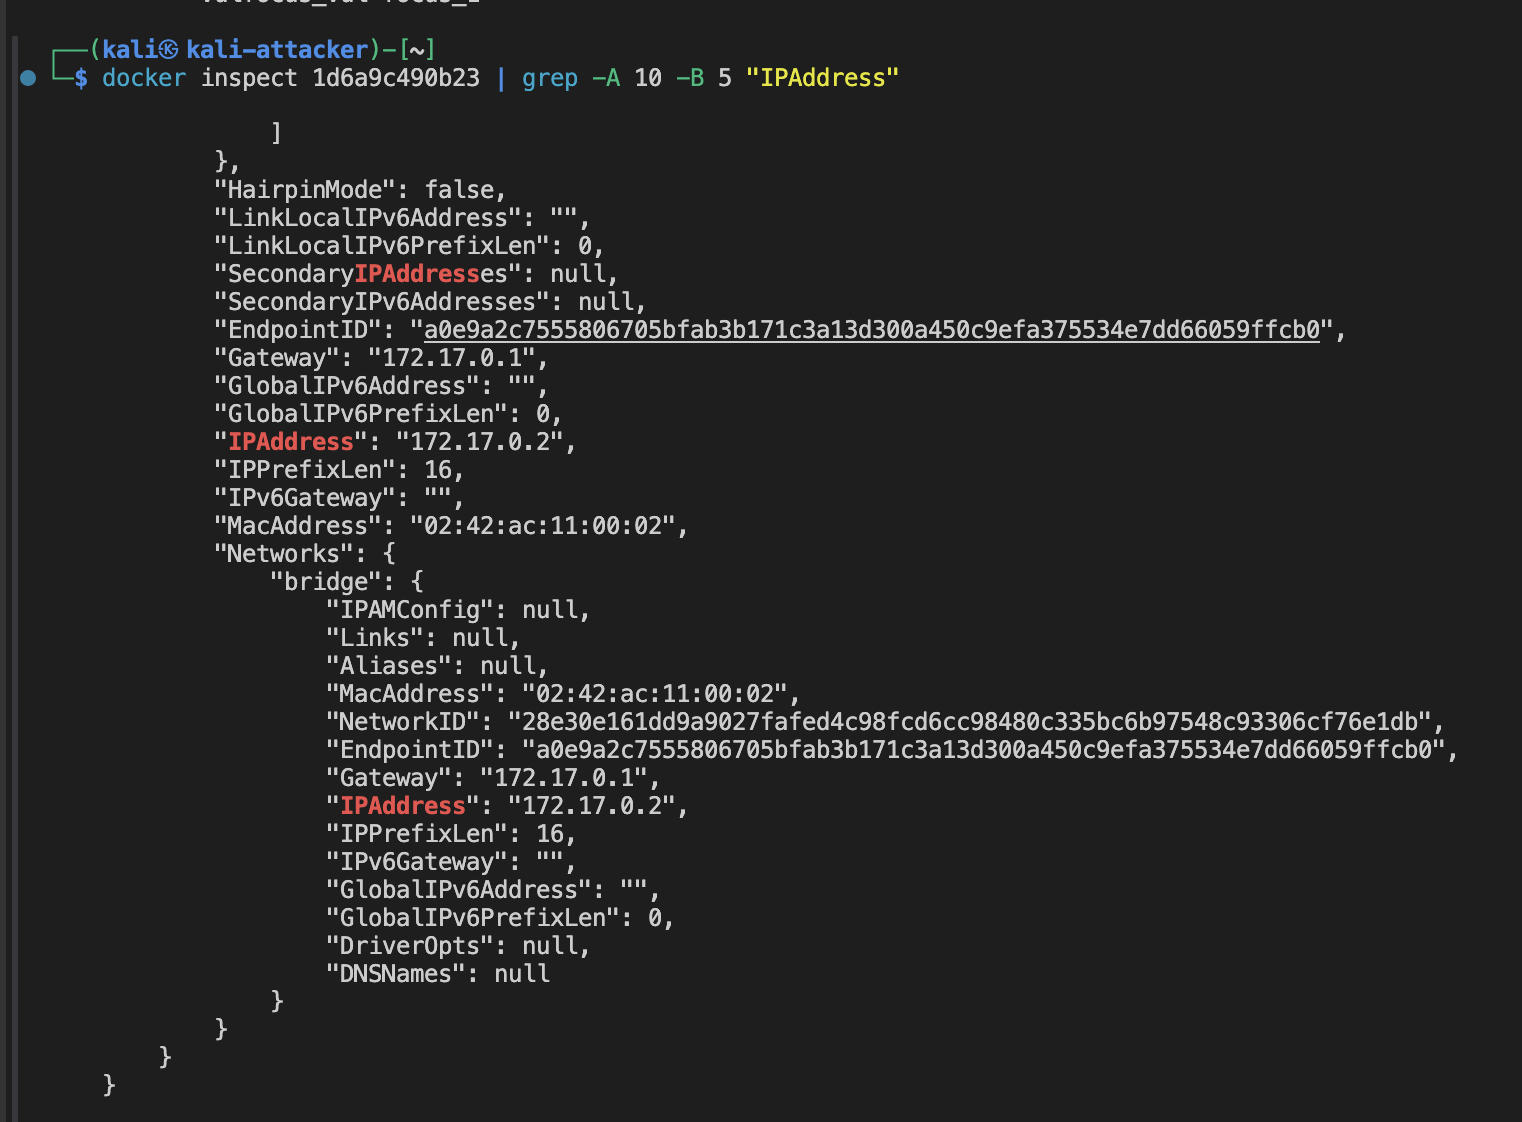 ┌──(kali㉿kali-attacker)-[~]
└─$ docker inspect 1d6a9c490b23 | grep -A 10 -B 5 "IPAddress"
]
},
"HairpinMode": false,
"LinkLocalIPv6Address": "",
"LinkLocalIPv6PrefixLen": 0,
"SecondaryIPAddresses": null,
"SecondaryIPv6Addresses": null,
"EndpointID": "a0e9a2c7555806705bfab3b171c3a13d300a450c9efa375534e7dd66059ffcb0",
"Gateway": "172.17.0.1",
"GlobalIPv6Address": "",
"GlobalIPv6PrefixLen": 0,
"IPAddress": "172.17.0.2",
"IPPrefixLen": 16,
"IPv6Gateway": "",
"MacAddress": "02:42:ac:11:00:02",
"Networks": {
"bridge": {
"IPAMConfig": null,
"Links": null,
"Aliases": null,
"MacAddress": "02:42:ac:11:00:02",
"NetworkID": "28e30e161dd9a9027fafed4c98fcd6cc98480c335bc6b97548c93306cf76e1db",
"EndpointID": "a0e9a2c7555806705bfab3b171c3a13d300a450c9efa375534e7dd66059ffcb0",
"Gateway": "172.17.0.1",
"IPAddress": "172.17.0.2",
"IPPrefixLen": 16,
"IPv6Gateway": "",
"GlobalIPv6Address": "",
"GlobalIPv6PrefixLen": 0,
"DriverOpts": null,
"DNSNames": null
}
}
}
}